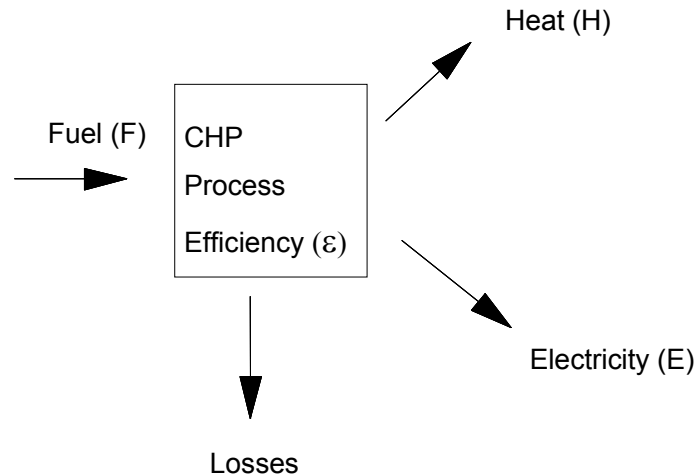 Heat (H)
Fuel (F)
CHP
Process
Efficiency (ε)
Electricity (E)
Losses